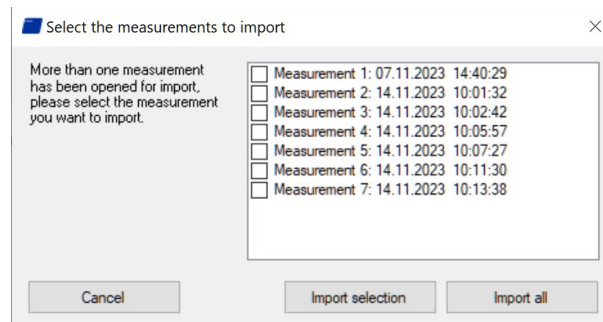 Select the measurements to import
More than one measurement
has been opened for import,
please select the measurement
you want to import.
Measurement 1: 07.11.2023 14:40:29
Measurement 2: 14.11.2023 10:01:32
Measurement 3: 14.11.2023 10:02:42
Measurement 4: 14.11.2023 10:05:57
Measurement 5: 14.11.2023 10:07:27
Measurement 6: 14.11.2023 10:11:30
Measurement 7: 14.11.2023 10:13:38
Cancel
Import selection
Import all